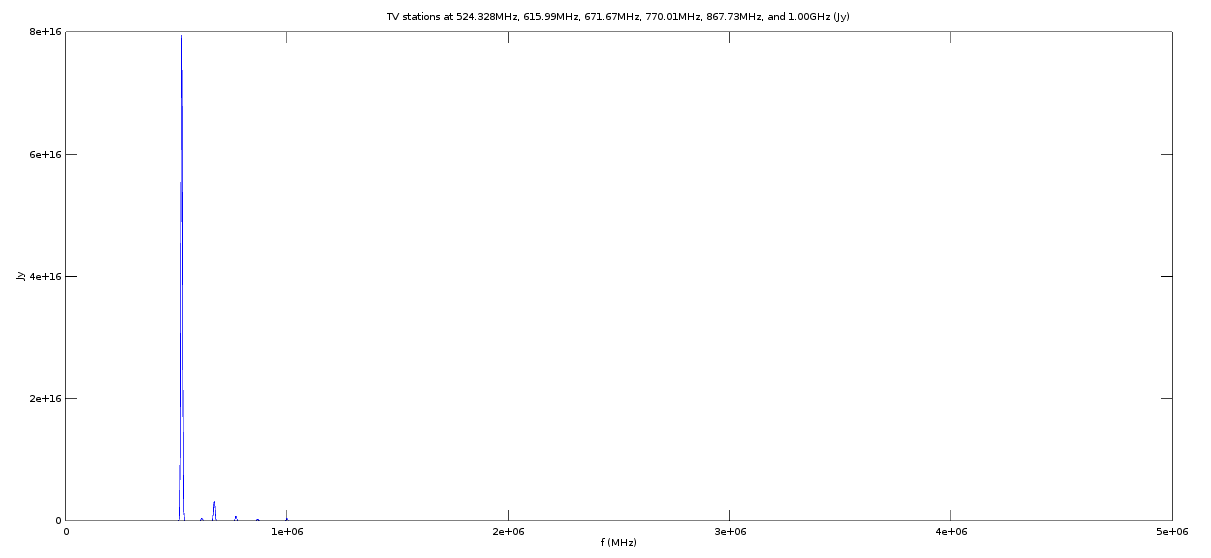 TV stations at 524.328MHz, 615.99MHz, 671.67MHz, 770.01MHz, 867.73MHz, and 1.00GHz (Jy)
8e+16
6e+16
Jy
4e+16
2e+16
0
0
1e+06
2e+06
3e+06
4e+06
5e+06
f (MHz)